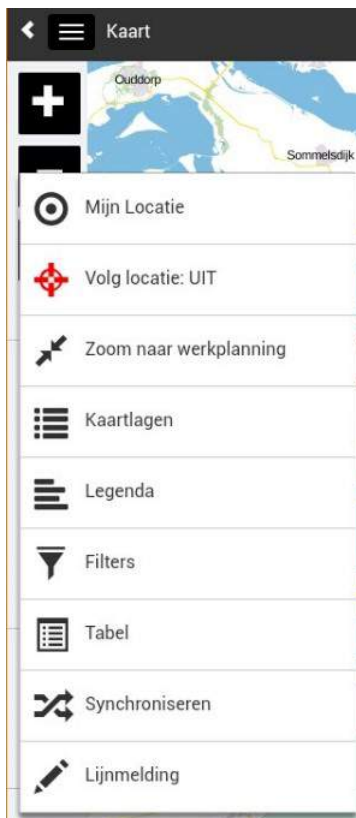 Kaart
Ouddorp
Sommelsdijk
Mijn Locatie
Volg locatie: UIT
Zoom naar werkplanning
Kaartlagen
Legenda
Filters
Tabel
Synchroniseren
Lijnmelding